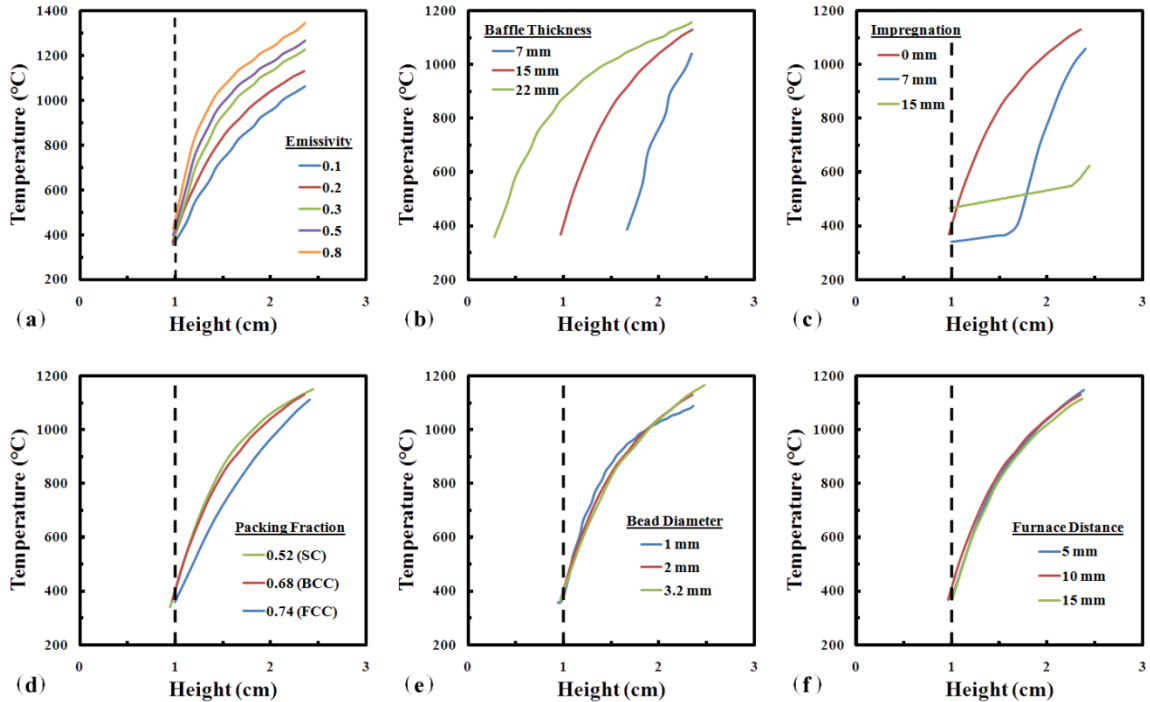 1400
1200
1000
800
600
400
200
0
1
2
3
Temperature (°C)
Height (cm)
Emissivity
0.1
0.2
0.3
0.5
0.8
(a)
1200
1000
800
600
400
200
0
1
2
3
Temperature (°C)
Height (cm)
Baffle Thickness
7 mm
15 mm
22 mm
(b)
1200
1000
800
600
400
200
0
1
2
3
Temperature (°C)
Height (cm)
Impregnation
0 mm
7 mm
15 mm
(c)
1200
1000
800
600
400
200
0
1
2
3
Temperature (°C)
Height (cm)
Packing Fraction
0.52 (SC)
0.68 (BCC)
0.74 (FCC)
(d)
1200
1000
800
600
400
200
0
1
2
3
Temperature (°C)
Height (cm)
Bead Diameter
1 mm
2 mm
3.2 mm
(e)
1200
1000
800
600
400
200
0
1
2
3
Temperature (°C)
Height (cm)
Furnace Distance
5 mm
10 mm
15 mm
(f)